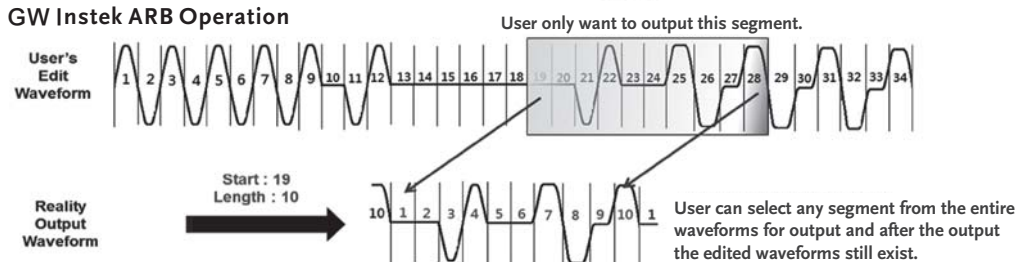 GW Instek ARB Operation
User only want to output this segment.
User's
Edit
Waveform
1 2 3 4 5 6 7 8 9 10 11 12 13 14 15 16 17 18 19 20 21 22 23 24 25 26 27 28 29 30 31 32 33 34
Start : 19
Length : 10
Reality
Output
Waveform
10 1 2 3 4 5 6 7 8 9 10 1
User can select any segment from the entire
waveforms for output and after the output
the edited waveforms still exist.